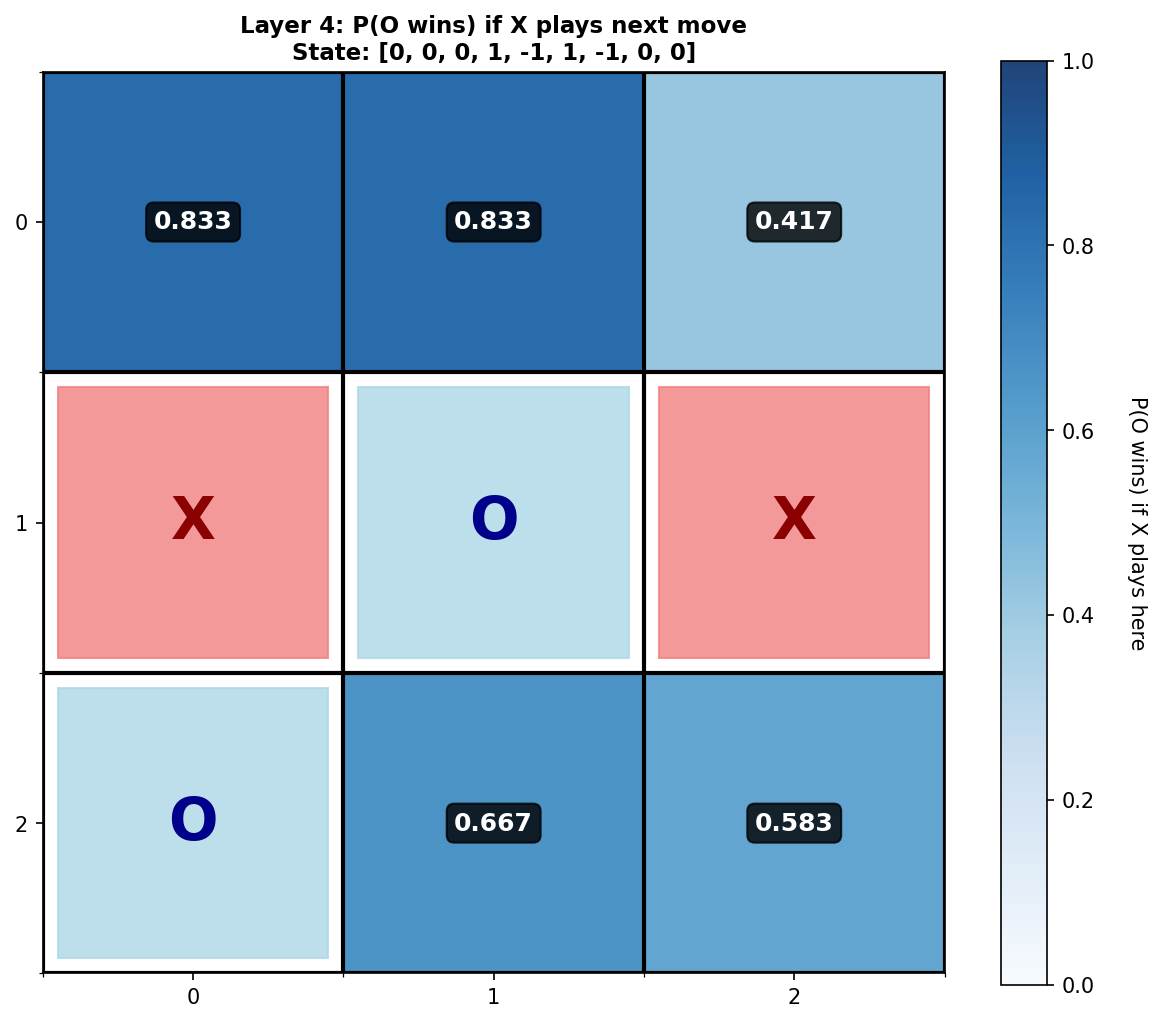 Layer 4: P(O wins) if X plays next move
State: [0, 0, 0, 1, -1, 1, -1, 0, 0]
0
0.833
0.833
0.417
1
X
O
X
2
O
0.667
0.583
0
1
2
1.0
0.8
0.6
0.4
0.2
0.0
P(O wins) if X plays here